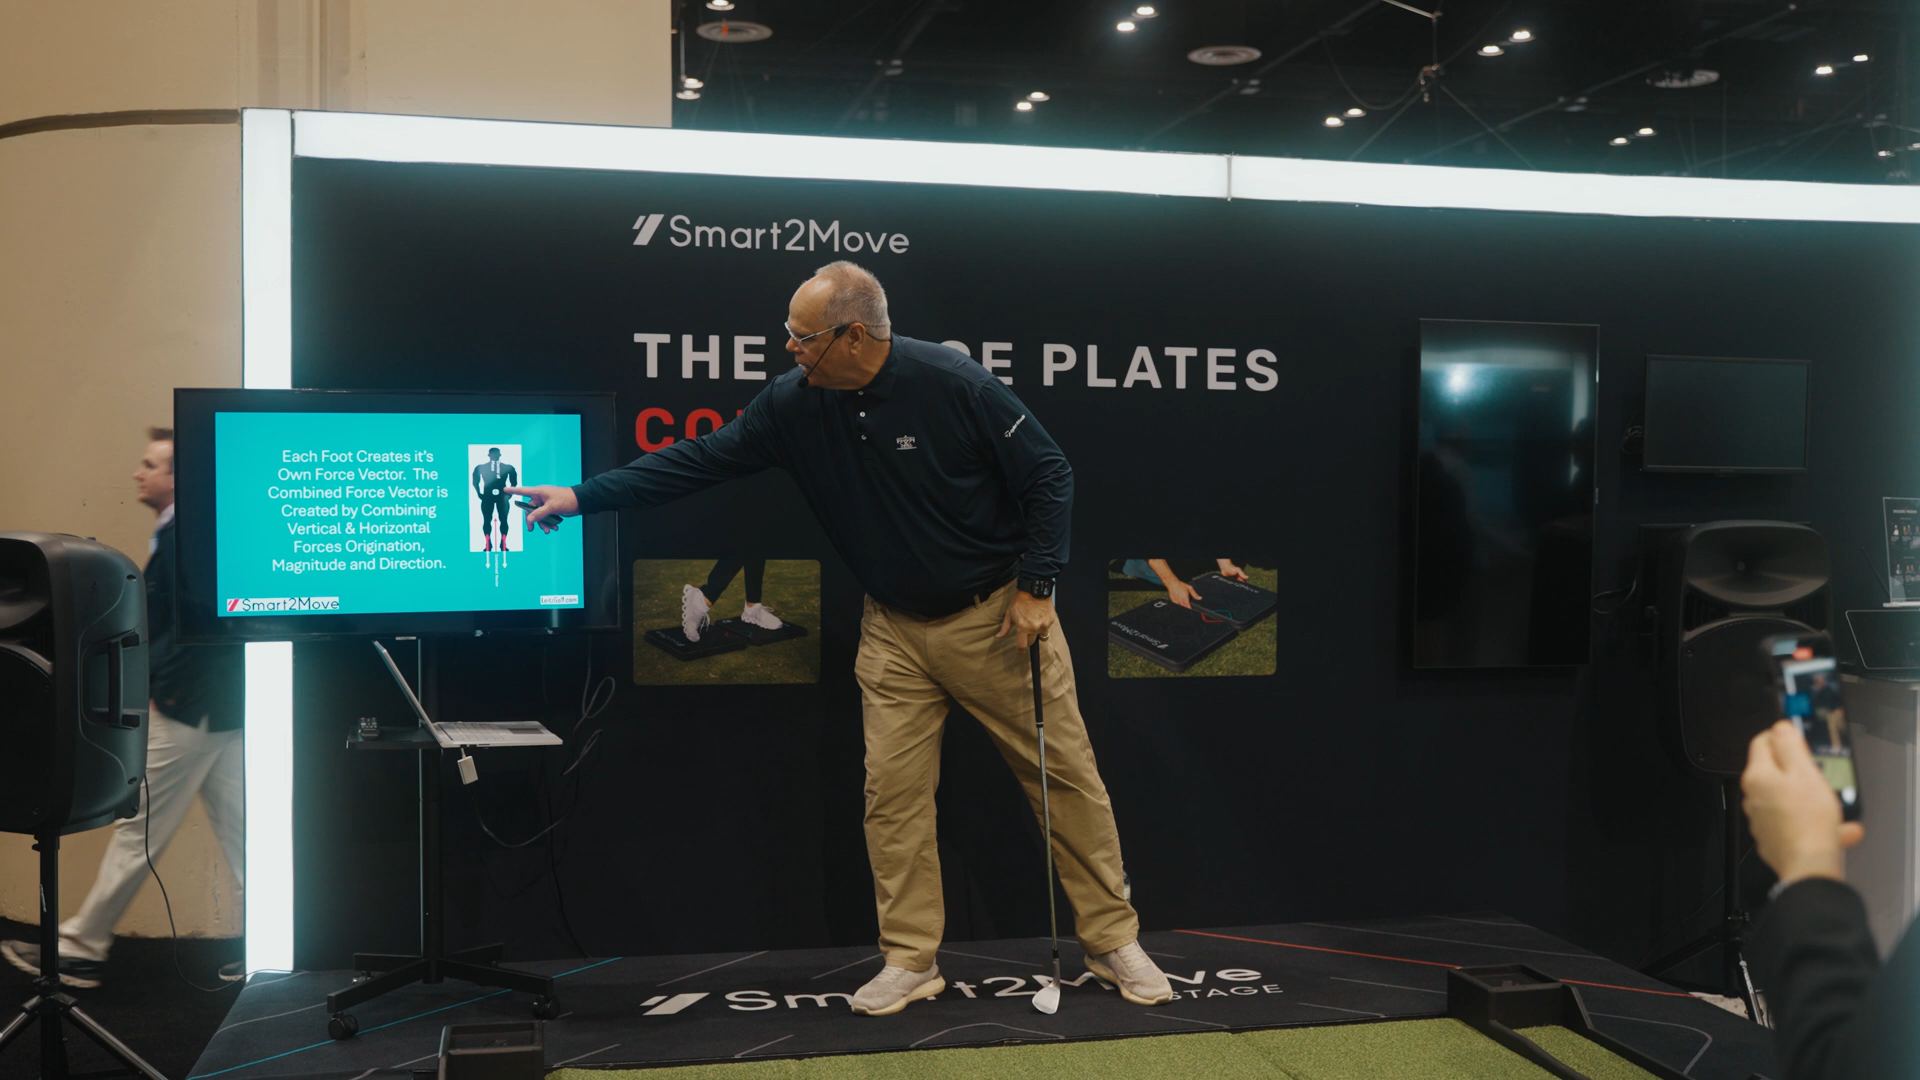 Smart2Move
THE
PLATES
Each Foot Creates it's
Own Force Vector. The
Combined Force Vector is
Created by Combining
Vertical & Horizontal
Forces Origination,
Magnitude and Direction.
Smart2Move
STAGE